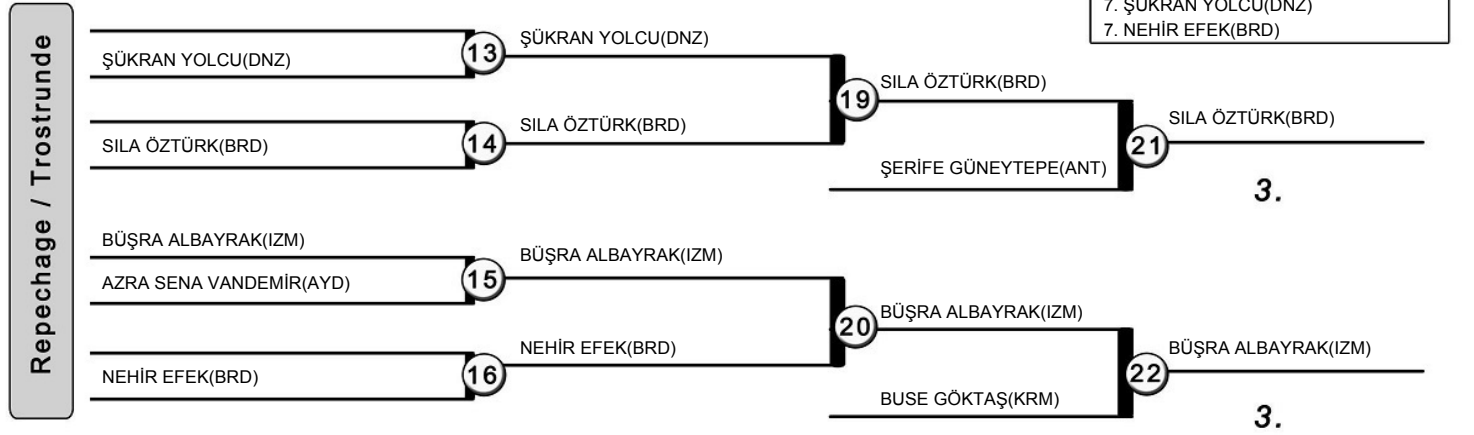 7. ŞÜKRAN YOLCU(DNZ)
7. NEHİR EFEK(BRD)
Repechage / Trostrunde
ŞÜKRAN YOLCU(DNZ)
13
ŞÜKRAN YOLCU(DNZ)
SILA ÖZTÜRK(BRD)
14
SILA ÖZTÜRK(BRD)
19
SILA ÖZTÜRK(BRD)
ŞERİFE GÜNEYTEPE(ANT)
21
SILA ÖZTÜRK(BRD)
3.
BÜŞRA ALBAYRAK(IZM)
AZRA SENA VANDEMİR(AYD)
15
BÜŞRA ALBAYRAK(IZM)
NEHİR EFEK(BRD)
16
NEHİR EFEK(BRD)
20
BÜŞRA ALBAYRAK(IZM)
BUSE GÖKTAŞ(KRM)
22
BÜŞRA ALBAYRAK(IZM)
3.